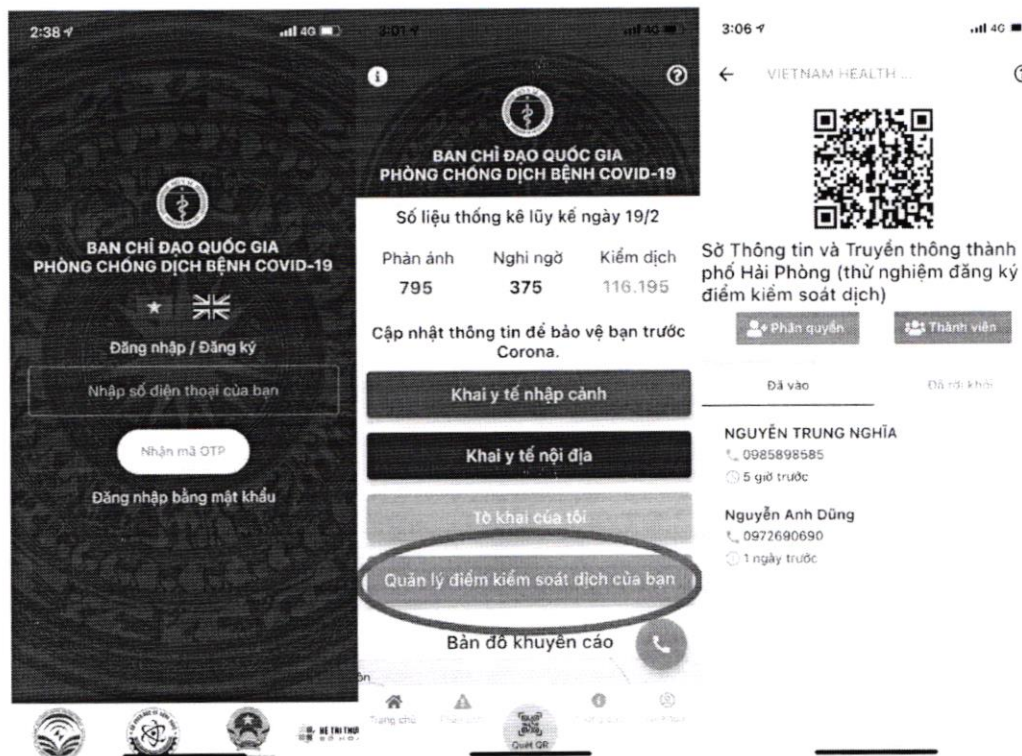 2:38
4G
BAN CHỈ ĐẠO QUỐC GIA
PHÒNG CHỐNG DỊCH BỆNH COVID-19
Đăng nhập / Đăng ký
Nhập số điện thoại của bạn
Nhận mã OTP
Đăng nhập bằng mật khẩu
HỆ TRI THỨ
3:01
4G
BAN CHỈ ĐẠO QUỐC GIA
PHÒNG CHỐNG DỊCH BỆNH COVID-19
Số liệu thống kê lũy kế ngày 19/2
Phản ánh Nghi ngờ Kiểm dịch
795 375 116.195
Cập nhật thông tin để bảo vệ bạn trước
Corona.
Khai y tế nhập cảnh
Khai y tế nội địa
Tờ khai của tôi
Quản lý điểm kiểm soát dịch của bạn
Bản đồ khuyến cáo
Trang chủ
Quét QR
3:06
4G
VIETNAM HEALTH ...
Sở Thông tin và Truyền thông thành
phố Hải Phòng (thử nghiệm đăng ký
điểm kiểm soát dịch)
Phân quyền Thành viên
Đã vào Đã rời khỏi
NGUYỄN TRUNG NGHĨA
0985898585
5 giờ trước
Nguyễn Anh Dũng
0972690690
1 ngày trước